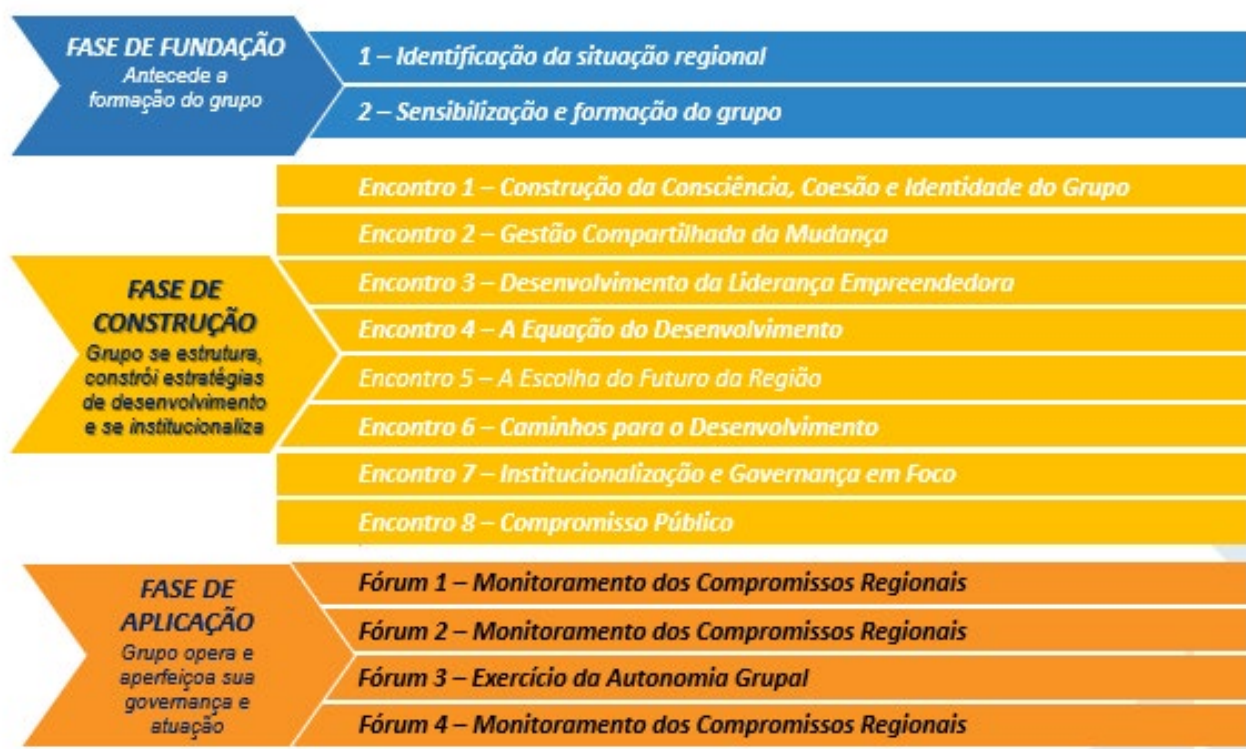 FASE DE FUNDAÇÃO
Antecede a
formação do grupo
1 – Identificação da situação regional
2 – Sensibilização e formação do grupo
FASE DE
CONSTRUÇÃO
Grupo se estrutura,
constrói estratégias
de desenvolvimento
e se institucionaliza
Encontro 1 – Construção da Consciência, Coesão e Identidade do Grupo
Encontro 2 – Gestão Compartilhada da Mudança
Encontro 3 – Desenvolvimento da Liderança Empreendedora
Encontro 4 – A Equação do Desenvolvimento
Encontro 5 – A Escolha do Futuro da Região
Encontro 6 – Caminhos para o Desenvolvimento
Encontro 7 – Institucionalização e Governança em Foco
Encontro 8 – Compromisso Público
FASE DE
APLICAÇÃO
Grupo opera e
aperfeiçoa sua
governança e
atuação
Fórum 1 – Monitoramento dos Compromissos Regionais
Fórum 2 – Monitoramento dos Compromissos Regionais
Fórum 3 – Exercício da Autonomia Grupal
Fórum 4 – Monitoramento dos Compromissos Regionais